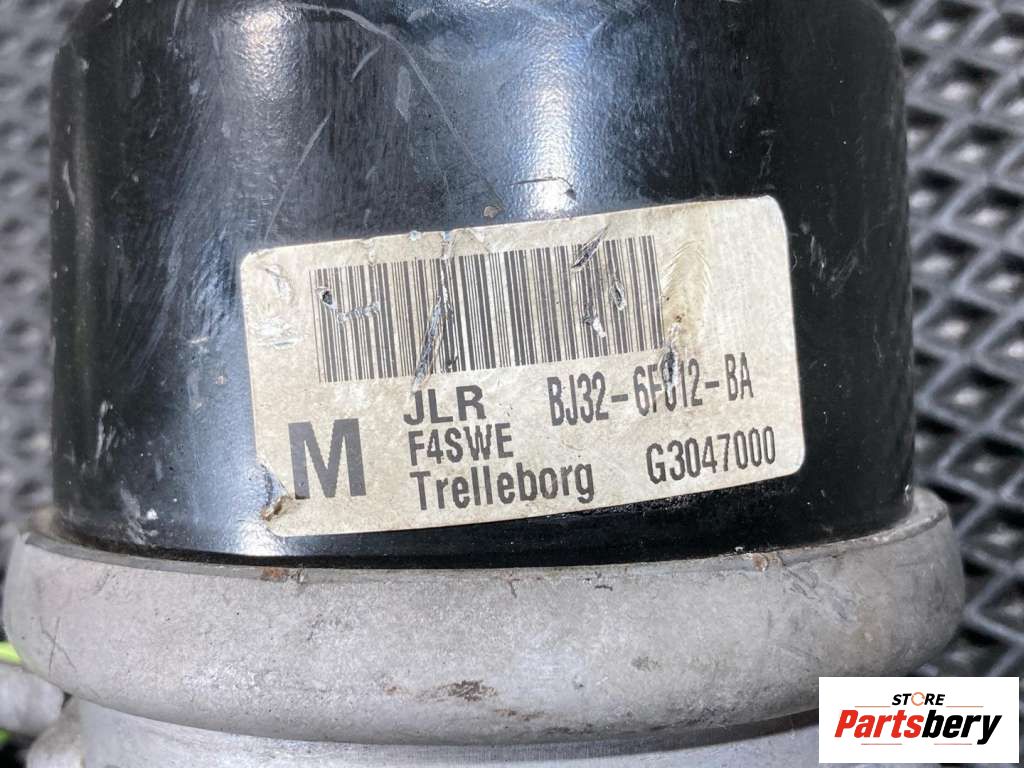 JLR BJ32-6F012-BA
M F4SWE
Trelleborg G3047000
STORE
Partsbery